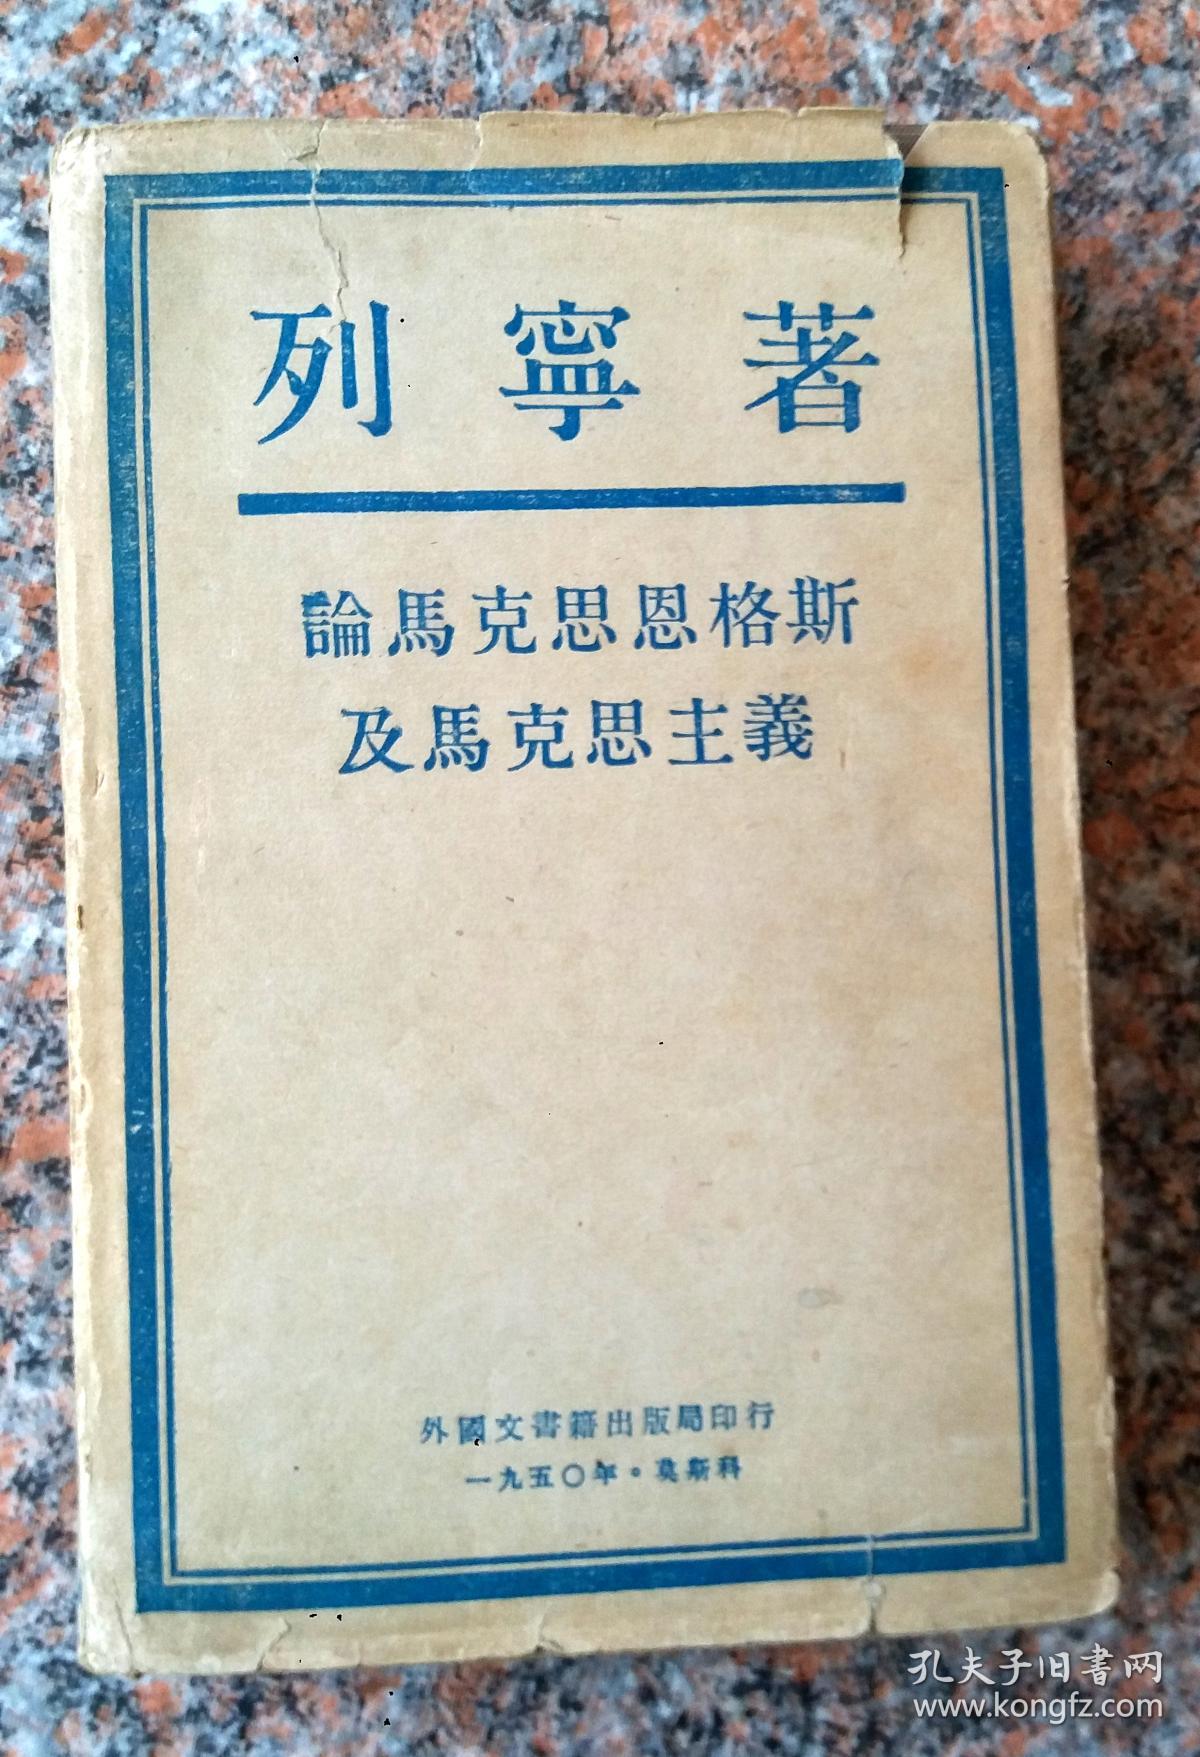 列寧著
論馬克思恩格斯
及馬克思主義
外國文書籍出版局印行
一九五〇年。莫斯科
孔夫子旧書网
www.kongfz.com